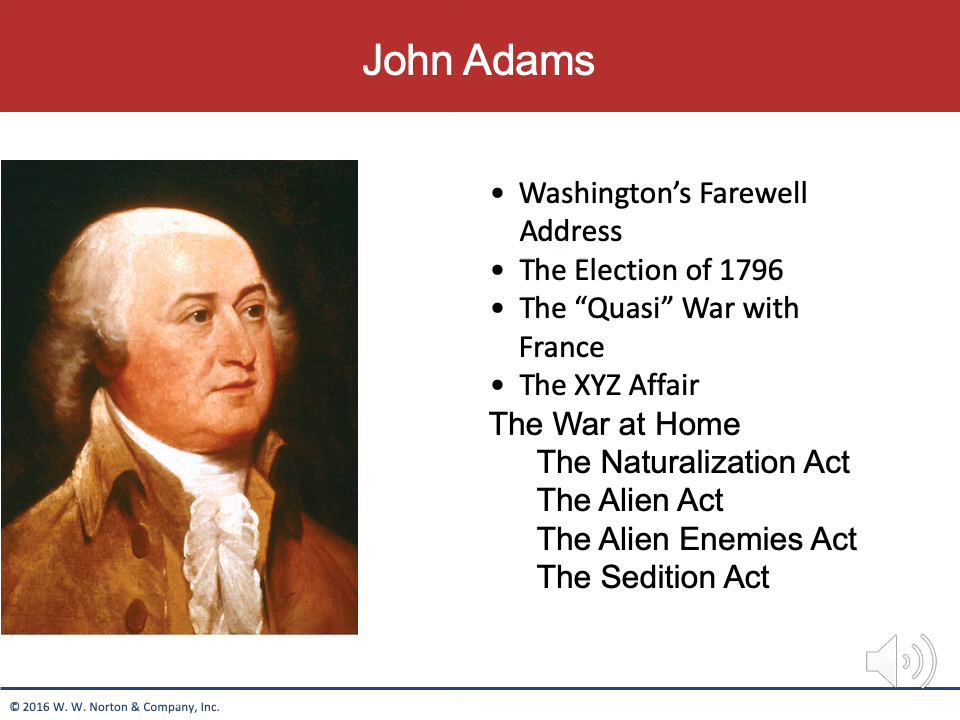 John Adams
• Washington’s Farewell
Address
• The Election of 1796
• The “Quasi” War with
France
• The XYZ Affair
The War at Home
The Naturalization Act
The Alien Act
The Alien Enemies Act
The Sedition Act
© 2016 W. W. Norton & Company, Inc.